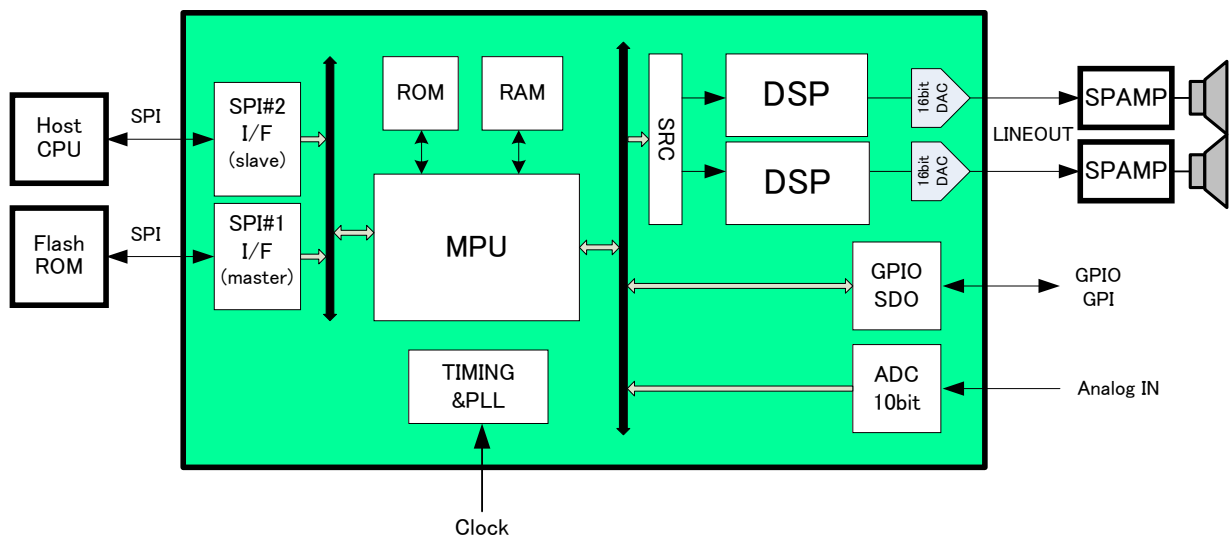 Host
CPU
SPI
SPI#2
I/F
(slave)
Flash
ROM
SPI
SPI#1
I/F
(master)
ROM
RAM
MPU
TIMING
&PLL
Clock
SRC
DSP
16bit
DAC
DSP
16bit
DAC
LINEOUT
SPAMP
SPAMP
GPIO
SDO
GPIO
GPI
ADC
10bit
Analog IN